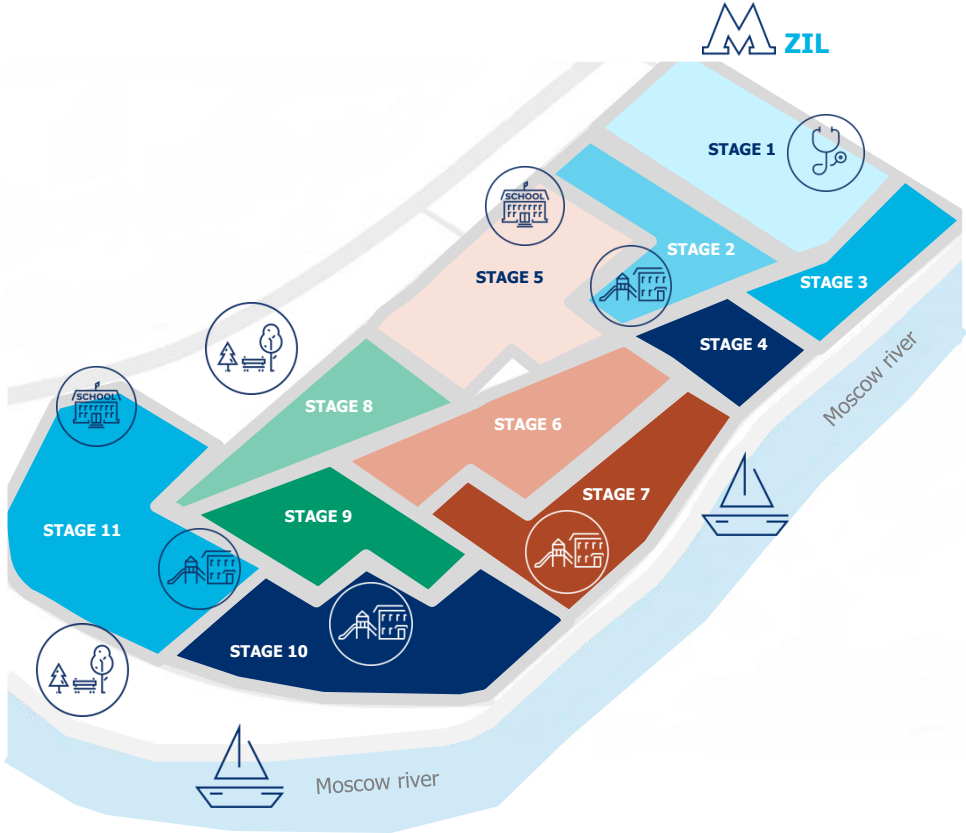 M ZIL
STAGE 1
SCHOOL
STAGE 2
STAGE 5
STAGE 3
STAGE 4
Moscow river
SCHOOL
STAGE 8
STAGE 6
STAGE 7
STAGE 9
STAGE 11
STAGE 10
Moscow river